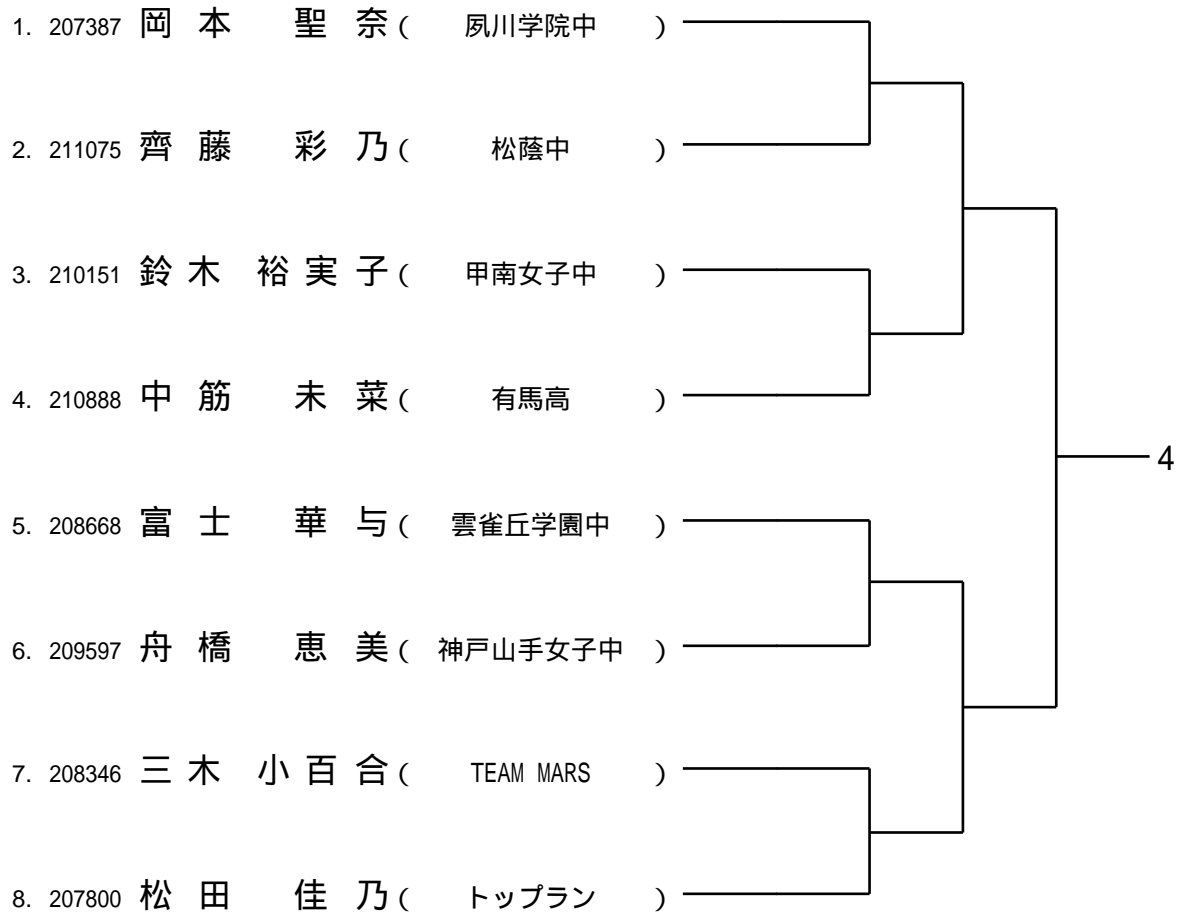 1. 207387 岡本 聖奈 ( 夙川学院中 )
2. 211075 齊藤 彩乃 ( 松蔭中 )
3. 210151 鈴木 裕実子 ( 甲南女子中 )
4. 210888 中筋 未菜 ( 有馬高 )
4
5. 208668 富士 華与 ( 雲雀丘学園中 )
6. 209597 舟橋 恵美 ( 神戸山手女子中 )
7. 208346 三木 小百合 ( TEAM MARS )
8. 207800 松田 佳乃 ( トップラン )